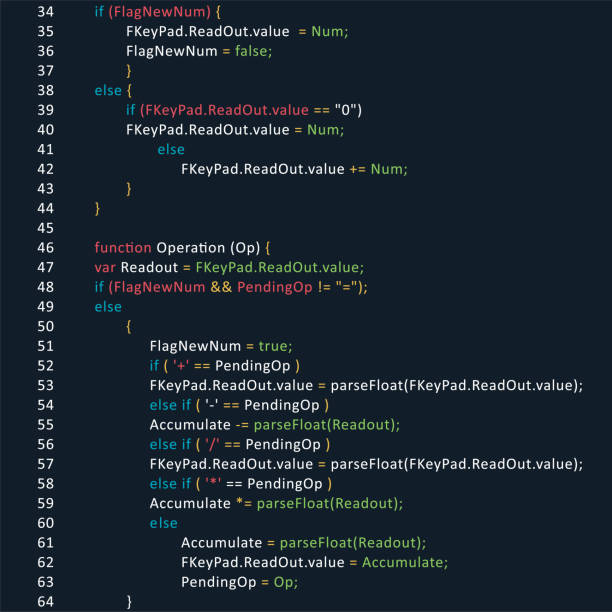 34 if (FlagNewNum) {
35 FKeyPad.ReadOut.value = Num;
36 FlagNewNum = false;
37 }
38 else {
39 if (FKeyPad.ReadOut.value == "0")
40 FKeyPad.ReadOut.value = Num;
41 else
42 FKeyPad.ReadOut.value += Num;
43 }
44 }
45
46 function Operation (Op) {
47 var Readout = FKeyPad.ReadOut.value;
48 if (FlagNewNum && PendingOp != "=");
49 else
50 {
51 FlagNewNum = true;
52 if ( '+' == PendingOp )
53 FKeyPad.ReadOut.value = parseFloat(FKeyPad.ReadOut.value);
54 else if ( '-' == PendingOp )
55 Accumulate -= parseFloat(Readout);
56 else if ( '/' == PendingOp )
57 FKeyPad.ReadOut.value = parseFloat(FKeyPad.ReadOut.value);
58 else if ( '*' == PendingOp )
59 Accumulate *= parseFloat(Readout);
60 else
61 Accumulate = parseFloat(Readout);
62 FKeyPad.ReadOut.value = Accumulate;
63 PendingOp = Op;
64 }